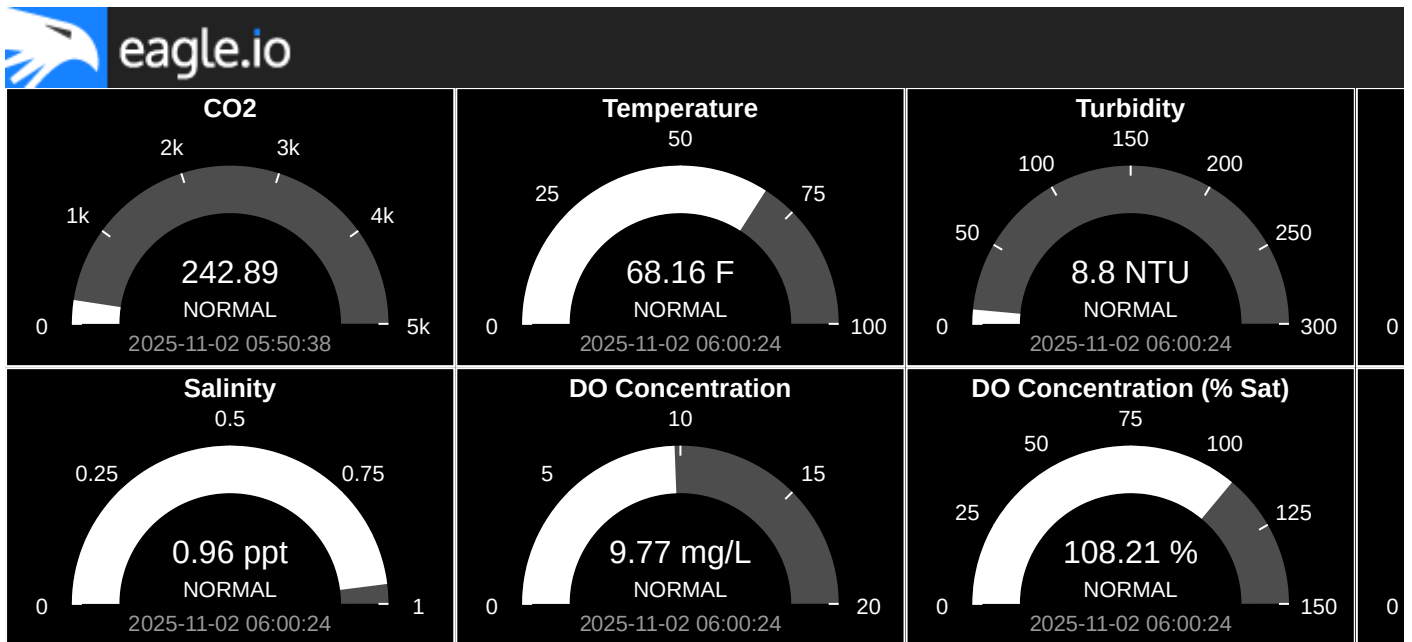 eagle.io
CO2
0
1k
2k
3k
4k
5k
242.89
NORMAL
2025-11-02 05:50:38
Temperature
0
25
50
75
100
68.16 F
NORMAL
2025-11-02 06:00:24
Turbidity
0
50
100
150
200
250
300
8.8 NTU
NORMAL
2025-11-02 06:00:24
0
Salinity
0
0.25
0.5
0.75
1
0.96 ppt
NORMAL
2025-11-02 06:00:24
DO Concentration
0
5
10
15
20
9.77 mg/L
NORMAL
2025-11-02 06:00:24
DO Concentration (% Sat)
0
25
50
75
100
125
150
108.21 %
NORMAL
2025-11-02 06:00:24
0